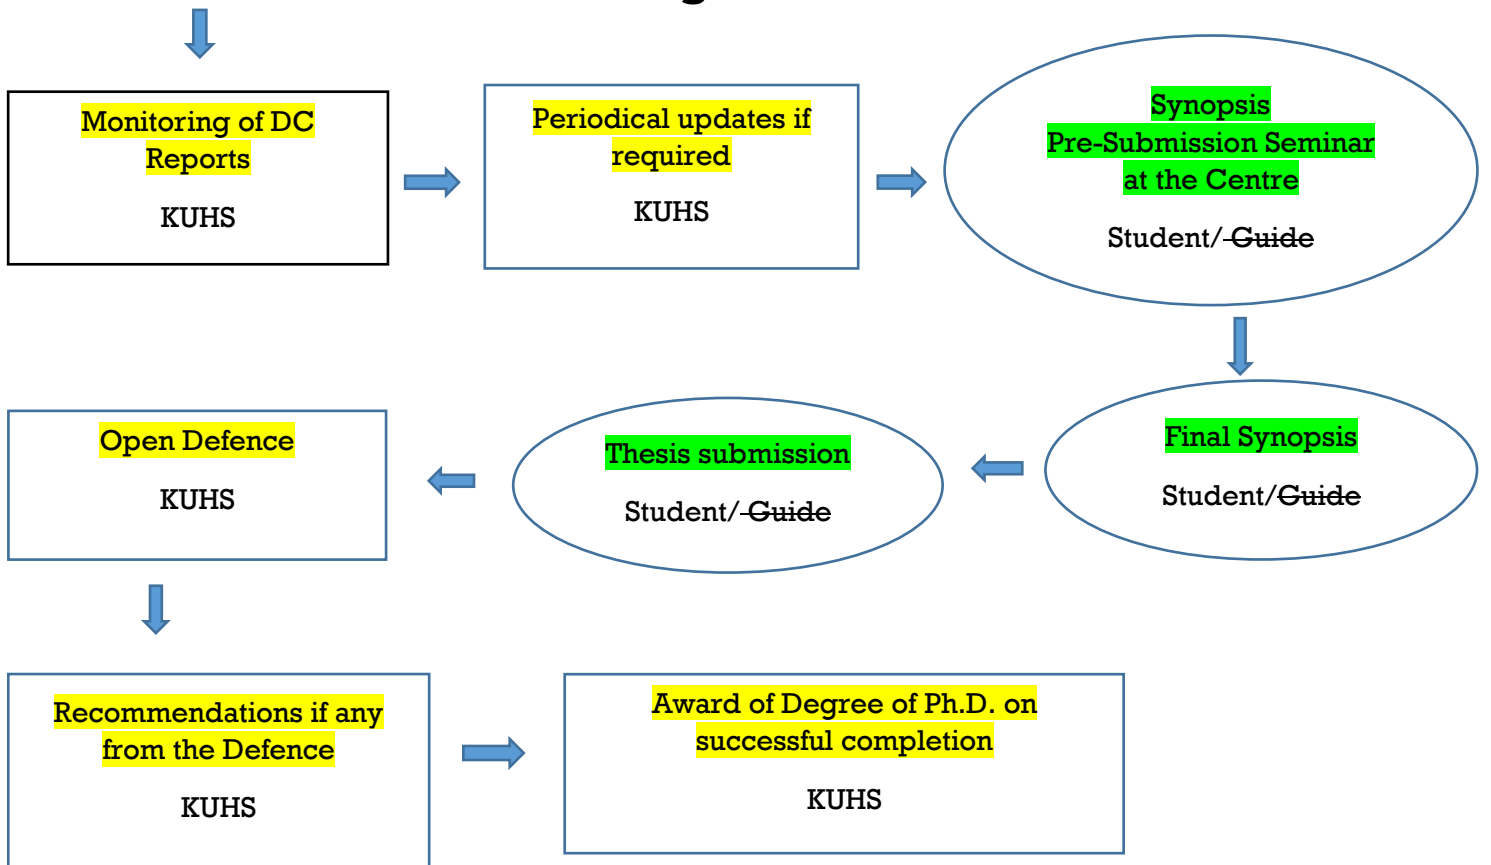 Monitoring of DC
Reports
KUHS
Periodical updates if
required
KUHS
Synopsis
Pre-Submission Seminar
at the Centre
Student/ Guide
Final Synopsis
Student/Guide
Thesis submission
Student/ Guide
Open Defence
KUHS
Recommendations if any
from the Defence
KUHS
Award of Degree of Ph.D. on
successful completion
KUHS